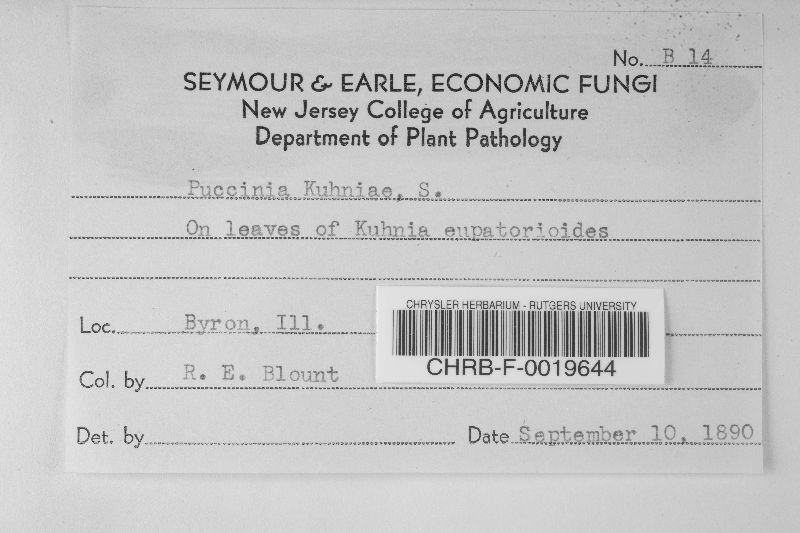 No. B 14
SEYMOUR & EARLE, ECONOMIC FUNGI
New Jersey College of Agriculture
Department of Plant Pathology
Puccinia Kuhniae, S.
On leaves of Kuhnia eupatorioides
Loc. Byron, Ill.
CHRYSLER HERBARIUM - RUTGERS UNIVERSITY
CHRB-F-0019644
Col. by R. E. Blount
Det. by
Date September 10, 1890